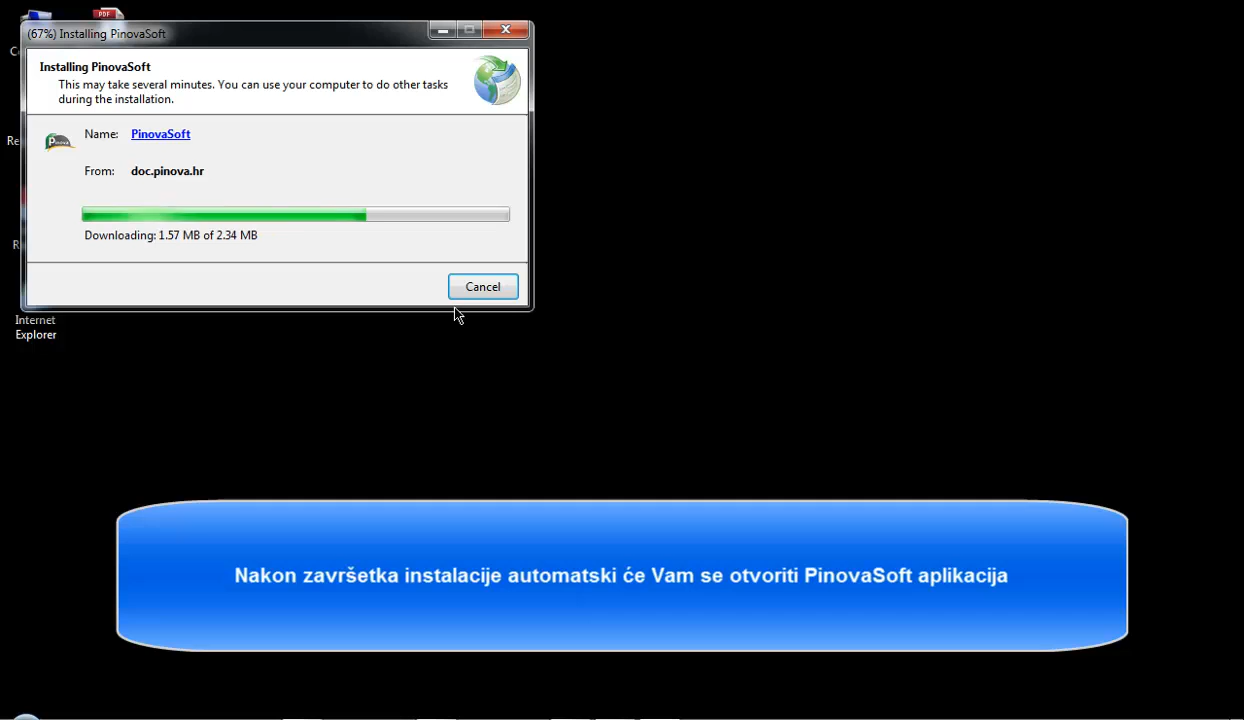 PDF
(67%) Installing PinovaSoft
Installing PinovaSoft
This may take several minutes. You can use your computer to do other tasks
during the installation.
Pinova
Name: PinovaSoft
From: doc.pinova.hr
Downloading: 1.57 MB of 2.34 MB
Cancel
Internet
Explorer
Nakon završetka instalacije automatski će Vam se otvoriti PinovaSoft aplikacija